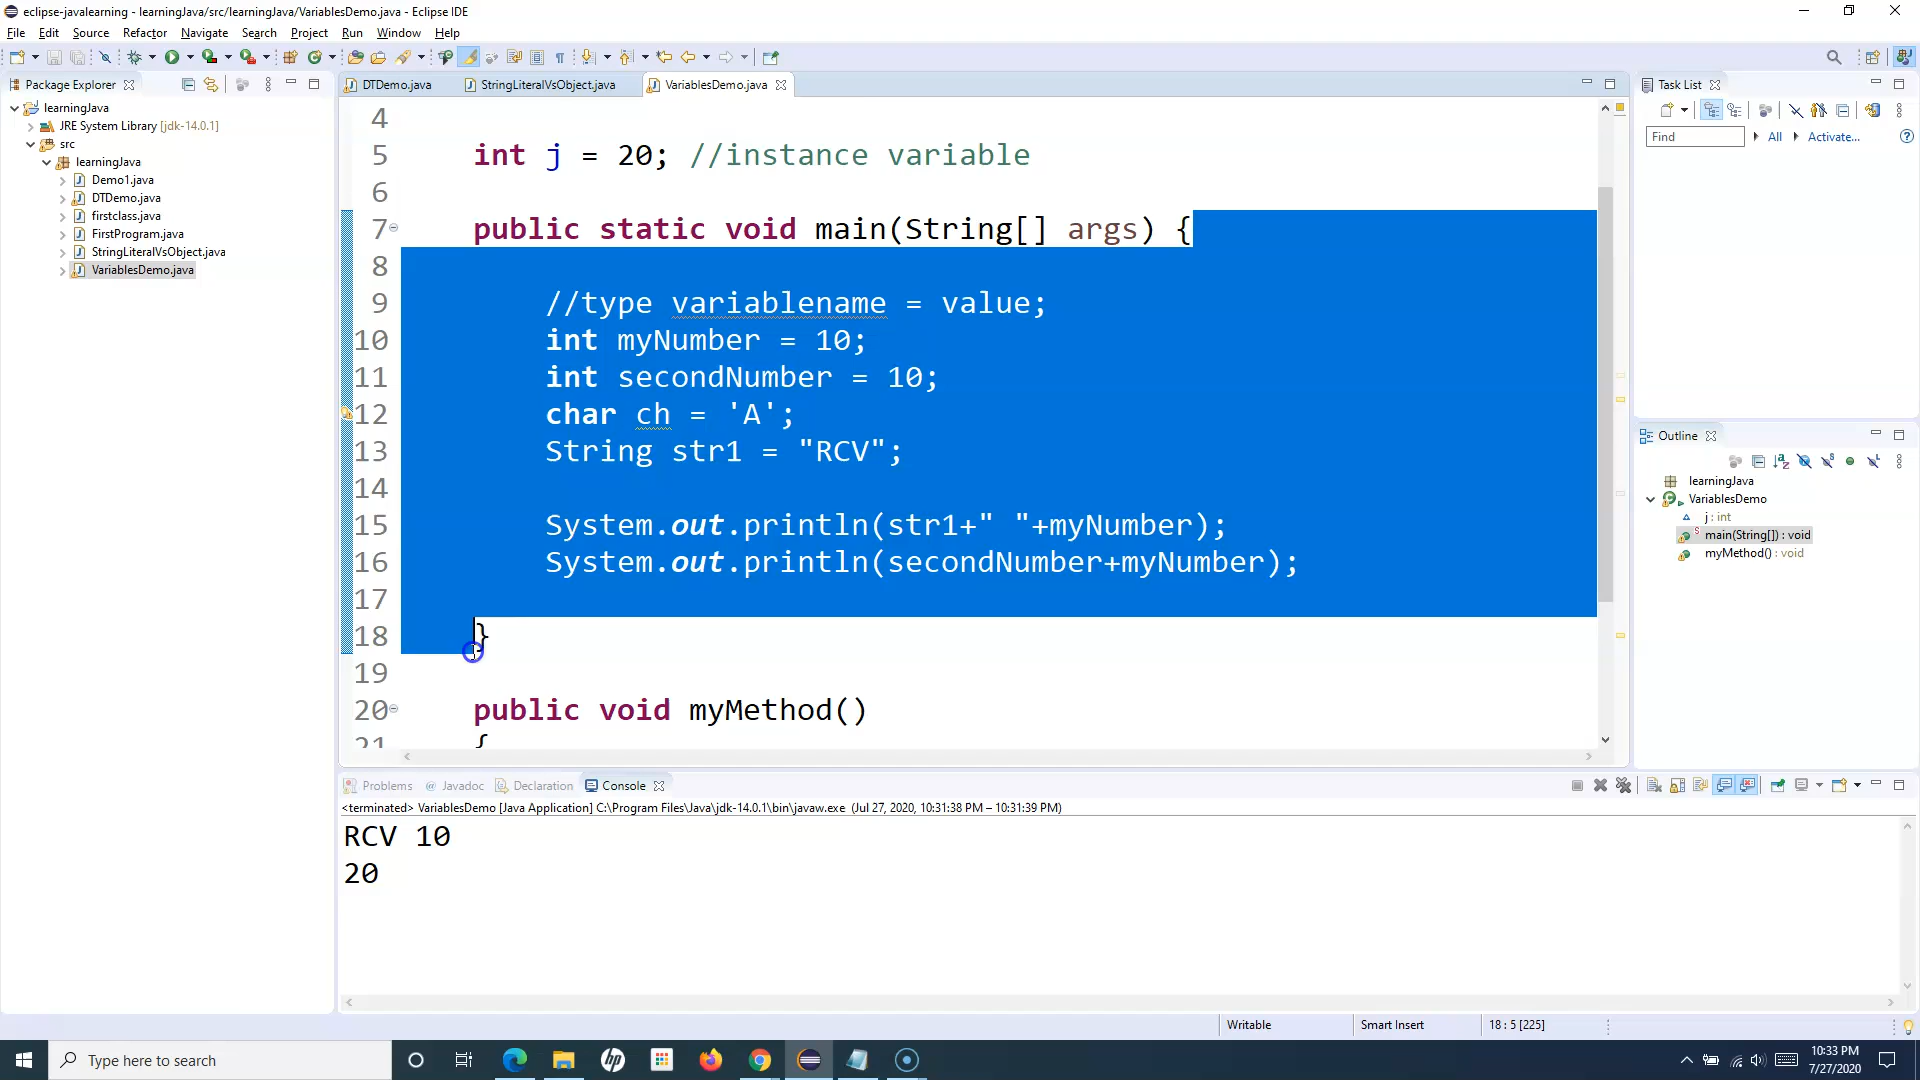 eclipse-javalearning - learningJava/src/learningJava/VariablesDemo.java - Eclipse IDE
File Edit Source Refactor Navigate Search Project Run Window Help
Package Explorer
learningJava
JRE System Library [jdk-14.0.1]
src
learningJava
Demo1.java
DTDemo.java
firstclass.java
FirstProgram.java
StringLiteralVsObject.java
VariablesDemo.java
DTDemo.java StringLiteralVsObject.java VariablesDemo.java
4
5 int j = 20; //instance variable
6
7 public static void main(String[] args) {
8
9 //type variablename = value;
10 int myNumber = 10;
11 int secondNumber = 10;
12 char ch = 'A';
13 String str1 = "RCV";
14
15 System.out.println(str1+" "+myNumber);
16 System.out.println(secondNumber+myNumber);
17
18 }
19
20 public void myMethod()
21 {
Task List
Find All Activate...
Outline
learningJava
VariablesDemo
j : int
main(String[]) : void
myMethod() : void
Problems Javadoc Declaration Console
<terminated> VariablesDemo [Java Application] C:\Program Files\Java\jdk-14.0.1\bin\javaw.exe (Jul 27, 2020, 10:31:38 PM – 10:31:39 PM)
RCV 10
20
Writable Smart Insert 18 : 5 [225]
Type here to search
hp
10:33 PM
7/27/2020